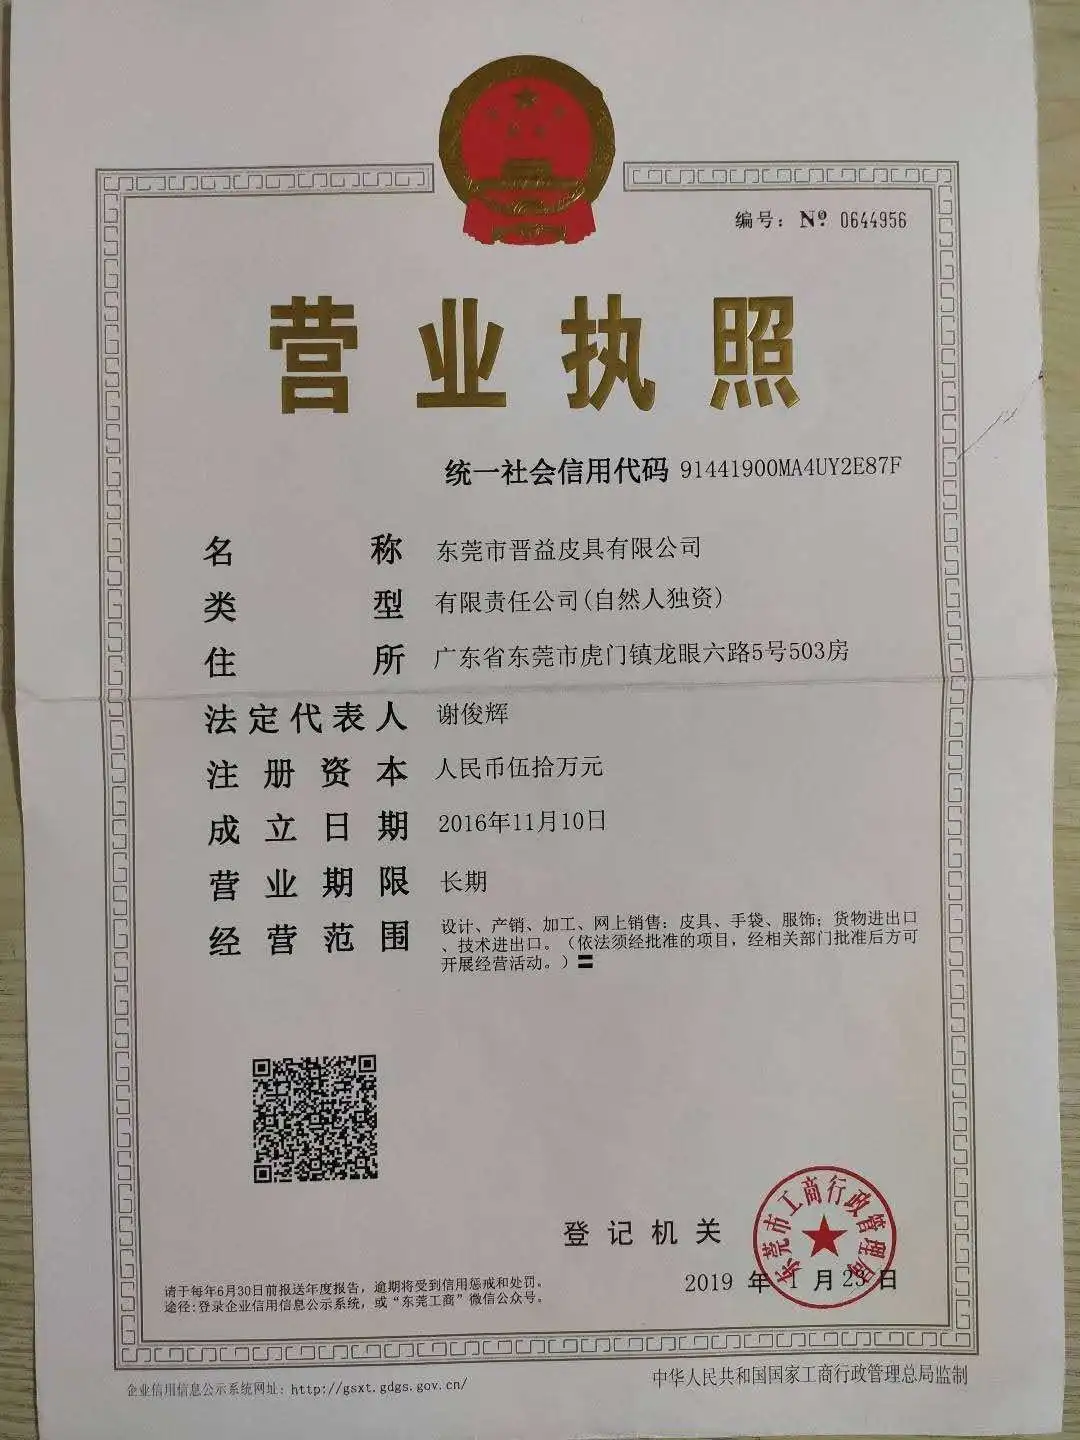 编号: № 0644956
营业执照
统一社会信用代码 91441900MA4UY2E87F
名称 东莞市晋益皮具有限公司
类型 有限责任公司(自然人独资)
住所 广东省东莞市虎门镇龙眼六路5号503房
法定代表人 谢俊辉
注册资本 人民币伍拾万元
成立日期 2016年11月10日
营业期限 长期
经营范围 设计、产销、加工、网上销售：皮具、手袋、服饰；货物进出口
、技术进出口。（依法须经批准的项目，经相关部门批准后方可
开展经营活动。）〓
东莞市工商行政管理局
登记机关
2019 年 1 月 23 日
请于每年6月30日前报送年度报告，逾期将受到信用惩戒和处罚。
途径:登录企业信用信息公示系统，或“东莞工商”微信公众号。
企业信用信息公示系统网址: http://gsxt.gdgs.gov.cn/
中华人民共和国国家工商行政管理总局监制